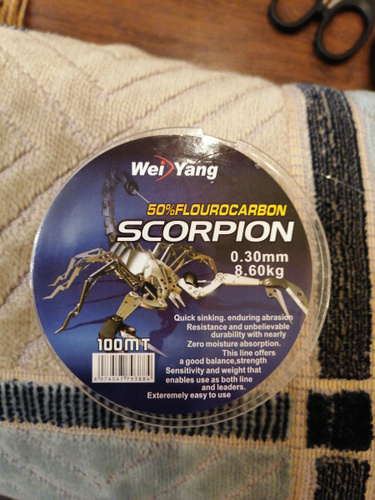 Wei Yang
50%FLOUROCARBON
SCORPION
0.30mm
8.60kg
Quick sinking. enduring abrasion
Resistance and unbelievable
durability with nearly
Zero moisture absorption.
100MT
This line offers
a good balance,strength
Sensitivity and weight that
enables use as both line
and leaders.
Exteremely easy to use